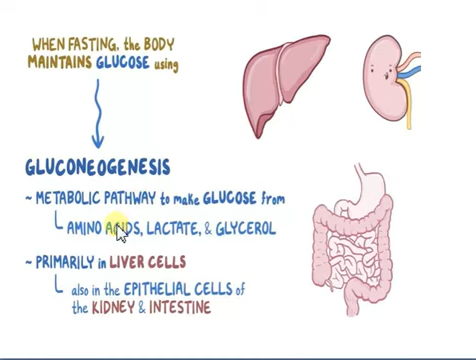 WHEN FASTING, the BODY
MAINTAINS GLUCOSE using
GLUCONEOGENESIS
~ METABOLIC PATHWAY to make GLUCOSE from
AMINO ACIDS, LACTATE, & GLYCEROL
~ PRIMARILY in LIVER CELLS
also in the EPITHELIAL CELLS of
the KIDNEY & INTESTINE